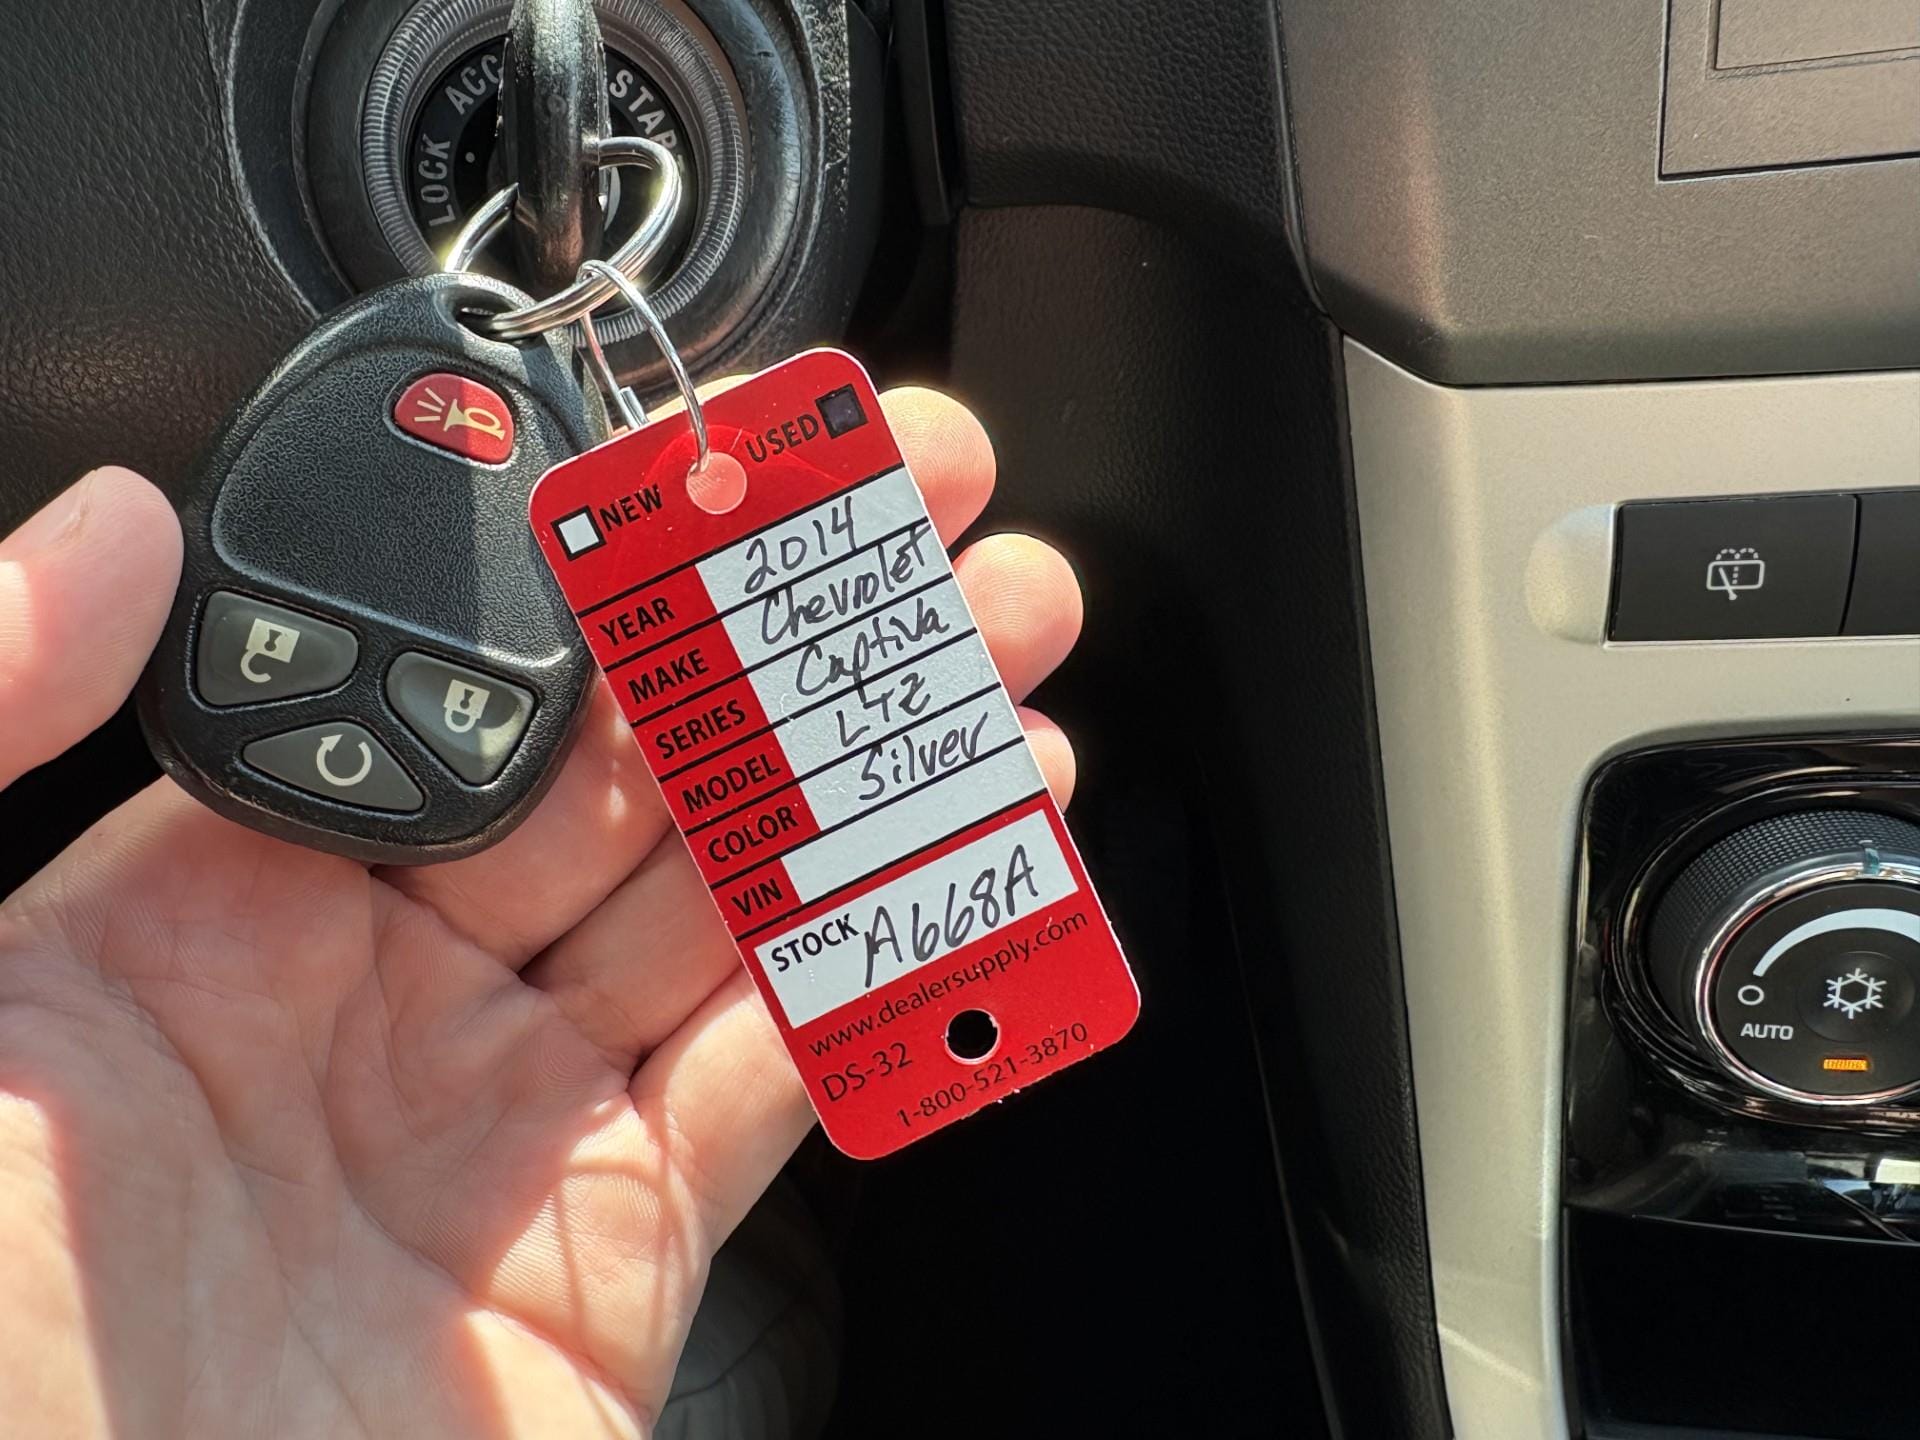 LOCK ACC START
USED
NEW
YEAR 2014
MAKE Chevrolet
SERIES Captiva
MODEL LTZ
COLOR Silver
VIN
STOCK A668A
www.dealersupply.com
DS-32
1-800-521-3870
AUTO